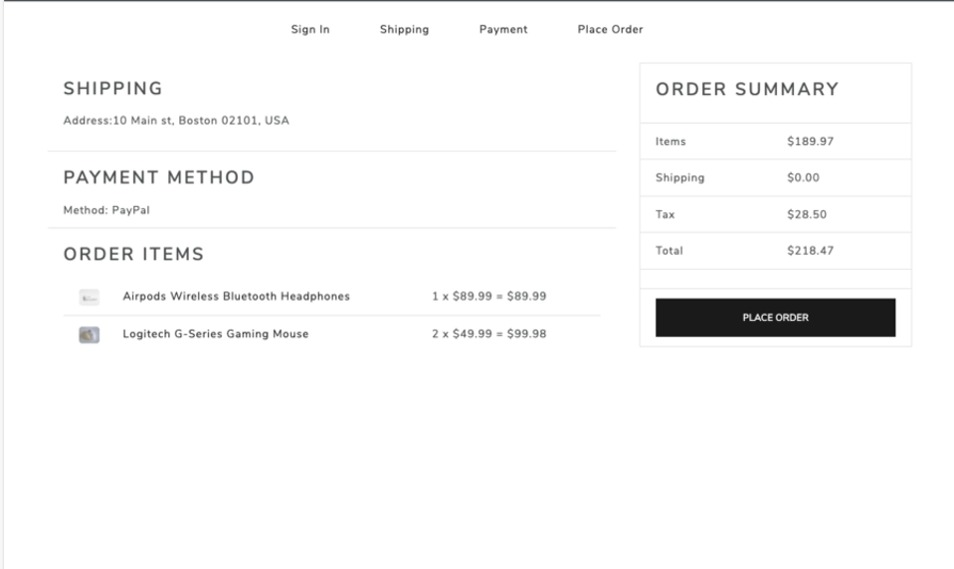 Sign In Shipping Payment Place Order
SHIPPING
Address:10 Main st, Boston 02101, USA
PAYMENT METHOD
Method: PayPal
ORDER ITEMS
Airpods Wireless Bluetooth Headphones 1 x $89.99 = $89.99
Logitech G-Series Gaming Mouse 2 x $49.99 = $99.98
ORDER SUMMARY
Items $189.97
Shipping $0.00
Tax $28.50
Total $218.47
PLACE ORDER